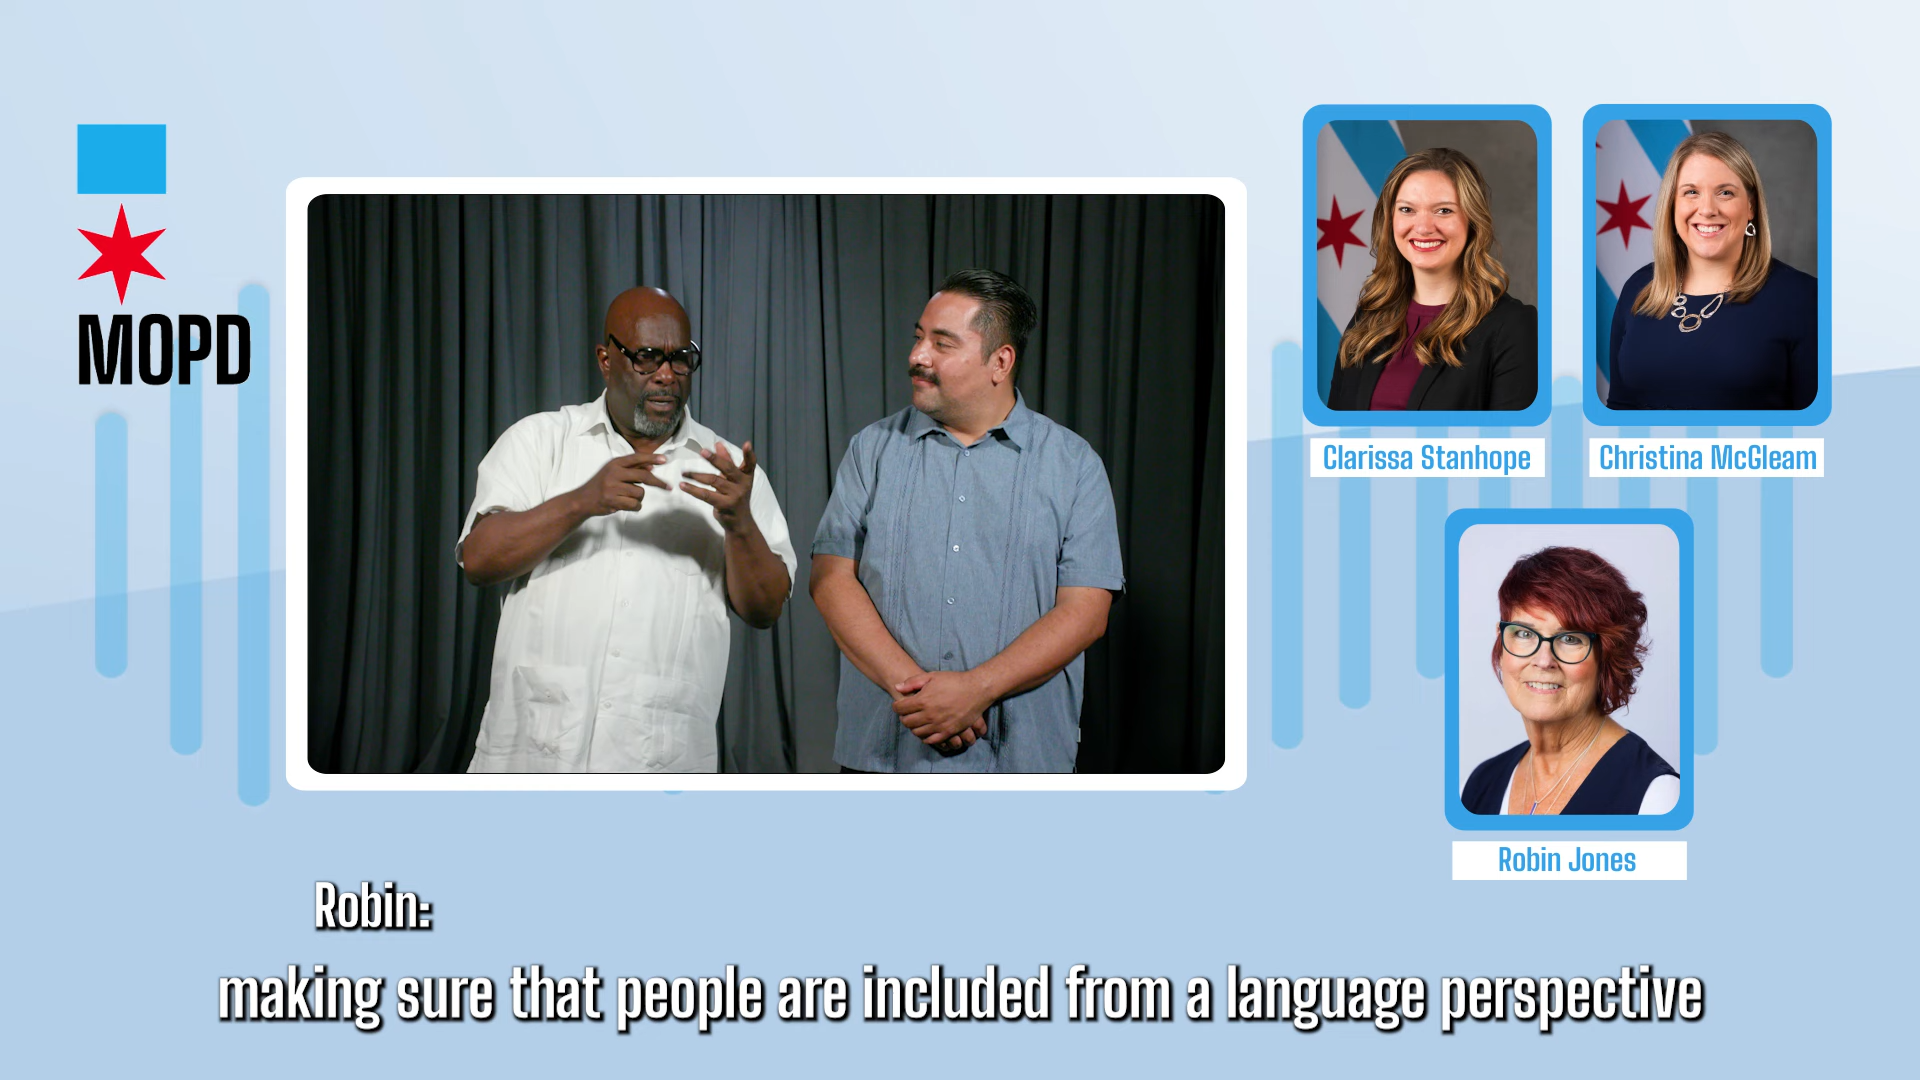 MOPD
Clarissa Stanhope
Christina McGleam
Robin Jones
Robin:
making sure that people are included from a language perspective